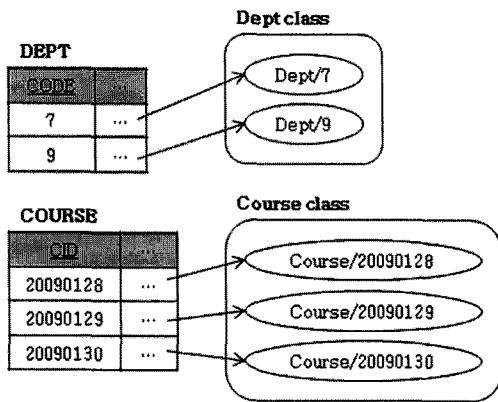 Dept class
DEPT
CODE ...
7 ...
9 ...
Dept/7
Dept/9
COURSE
CID ...
20090128 ...
20090129 ...
20090130 ...
Course class
Course/20090128
Course/20090129
Course/20090130